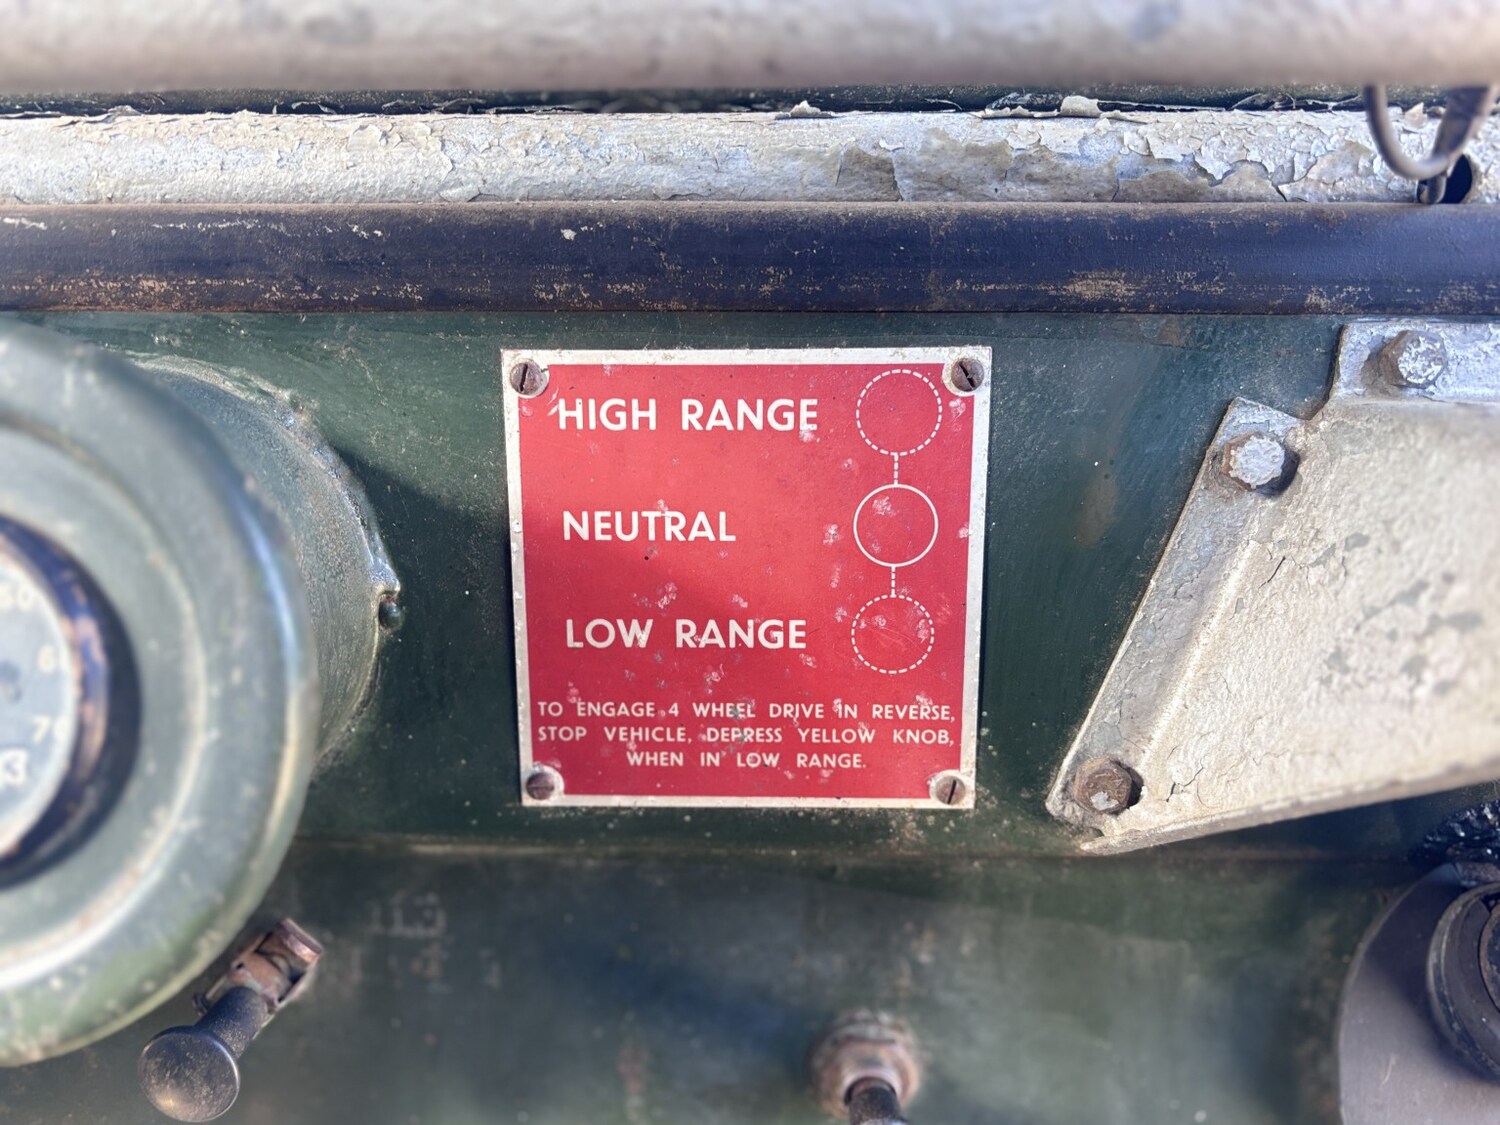 HIGH RANGE
NEUTRAL
LOW RANGE
TO ENGAGE 4 WHEEL DRIVE IN REVERSE,
STOP VEHICLE, DEPRESS YELLOW KNOB,
WHEN IN LOW RANGE.
70